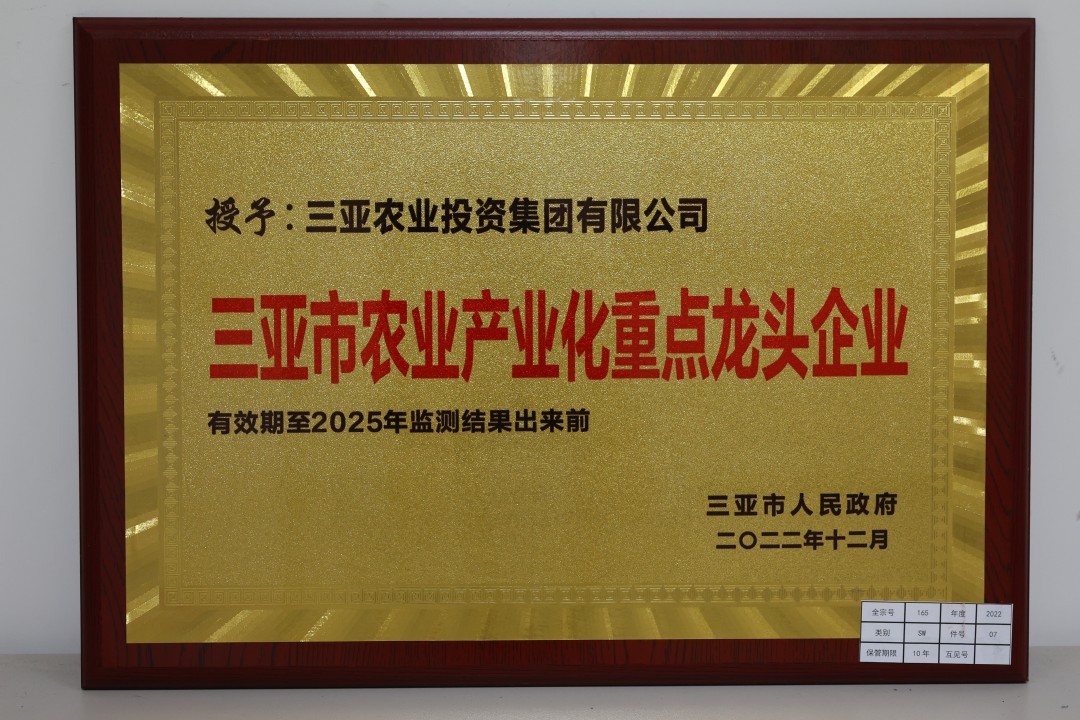 授予：三亚农业投资集团有限公司
三亚市农业产业化重点龙头企业
有效期至2025年监测结果出来前
三亚市人民政府
二〇二二年十二月
全宗号 165 年度 2022
类别 SW 件号 07
保管期限 10年 互见号